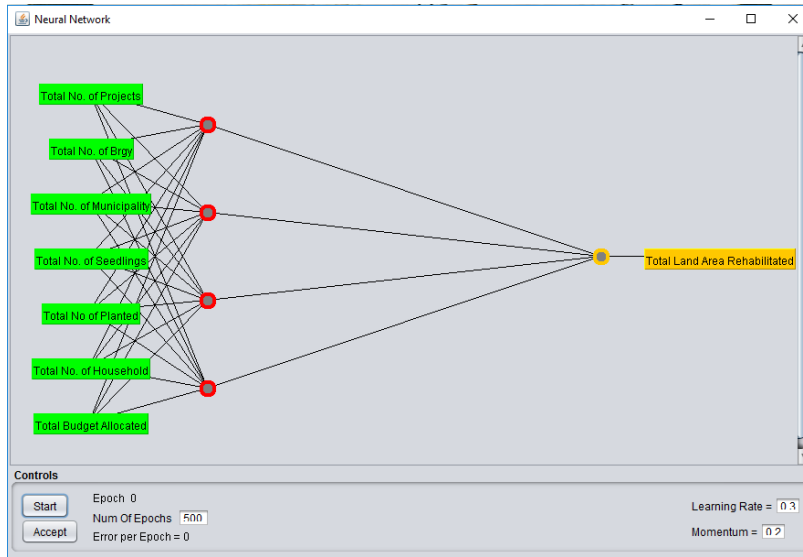 Neural Network
Total No. of Projects
Total No. of Brgy
Total No. of Municipality
Total No. of Seedlings
Total No of Planted
Total No. of Household
Total Budget Allocated
Total Land Area Rehabilitated
Controls
Start
Accept
Epoch 0
Num Of Epochs 500
Error per Epoch = 0
Learning Rate = 0.3
Momentum = 0.2